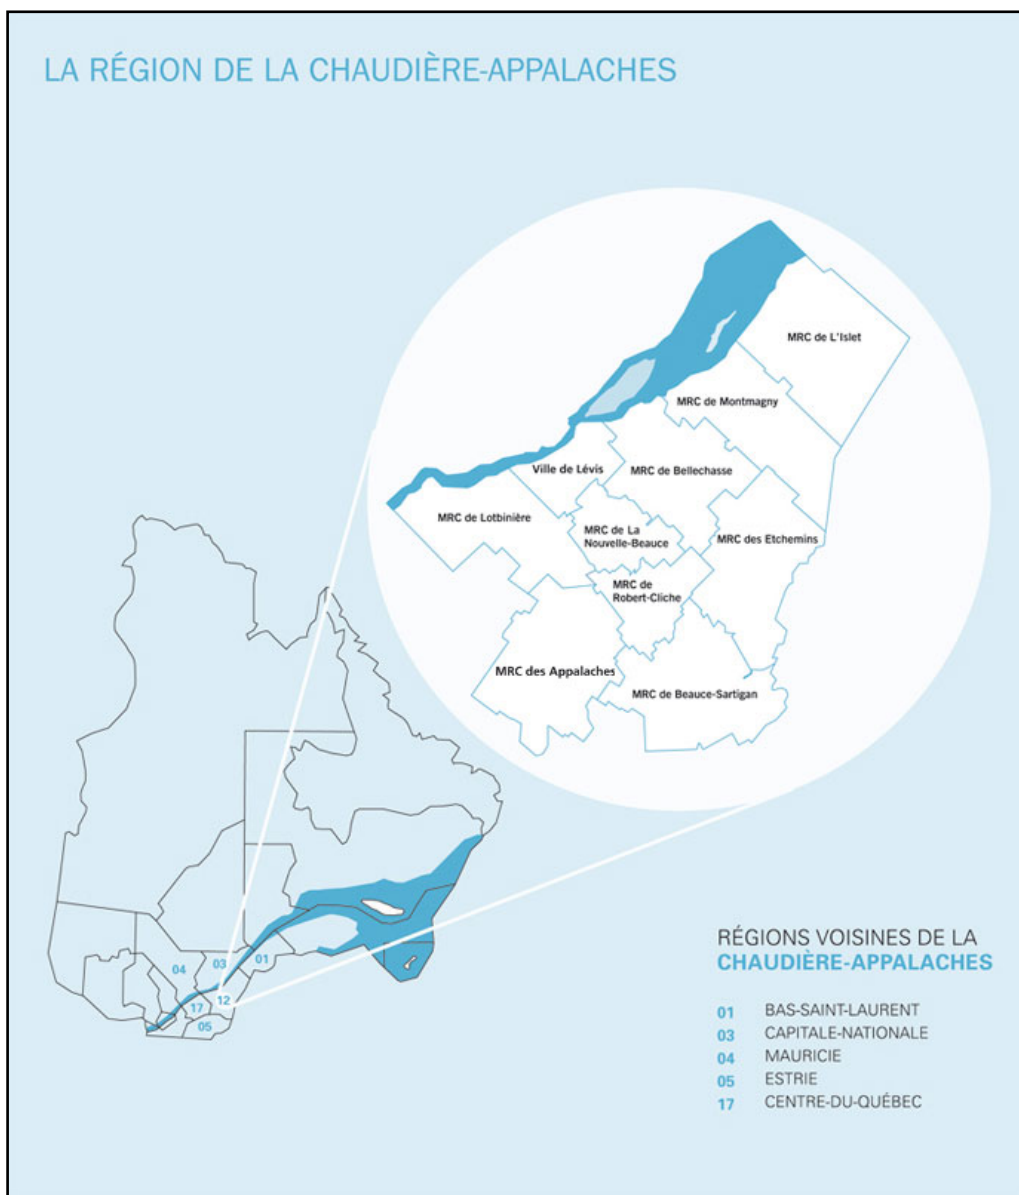 LA RÉGION DE LA CHAUDIÈRE-APPALACHES
MRC de L'Islet
MRC de Montmagny
Ville de Lévis
MRC de Bellechasse
MRC de Lotbinière
MRC de La
Nouvelle-Beauce
MRC des Etchemins
MRC de
Robert-Cliche
MRC des Appalaches
MRC de Beauce-Sartigan
04
03
01
12
17
05
RÉGIONS VOISINES DE LA
CHAUDIÈRE-APPALACHES
01 BAS-SAINT-LAURENT
03 CAPITALE-NATIONALE
04 MAURICIE
05 ESTRIE
17 CENTRE-DU-QUÉBEC